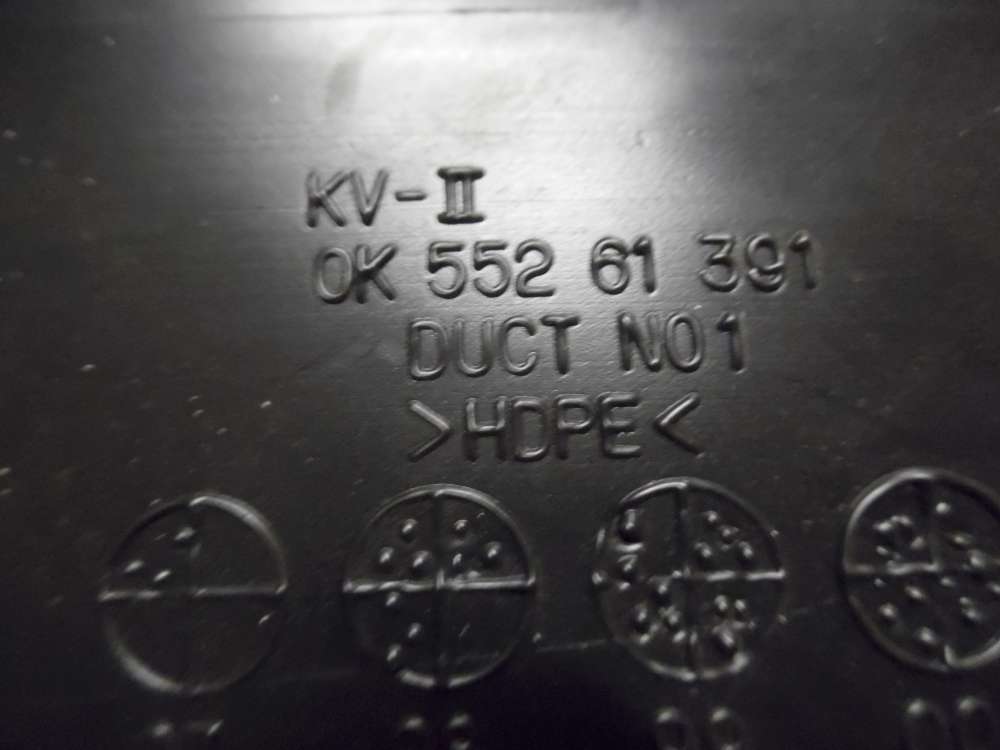 KV-II
0K 552 61 391
DUCT NO1
>HDPE<